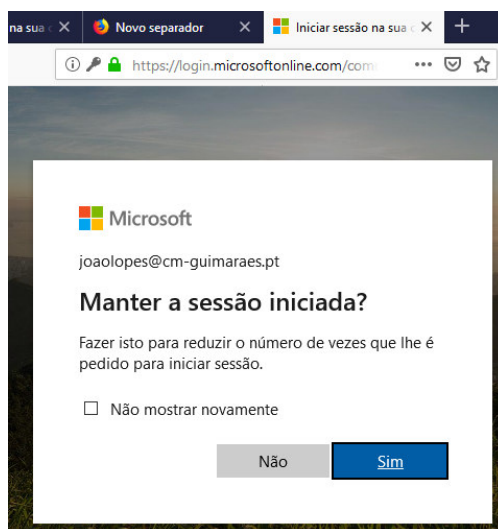 na sua
Novo separador
Iniciar sessão na sua c
https://login.microsoftonline.com/com
Microsoft
joaolopes@cm-guimaraes.pt
Manter a sessão iniciada?
Fazer isto para reduzir o número de vezes que lhe é
pedido para iniciar sessão.
Não mostrar novamente
Não
Sim